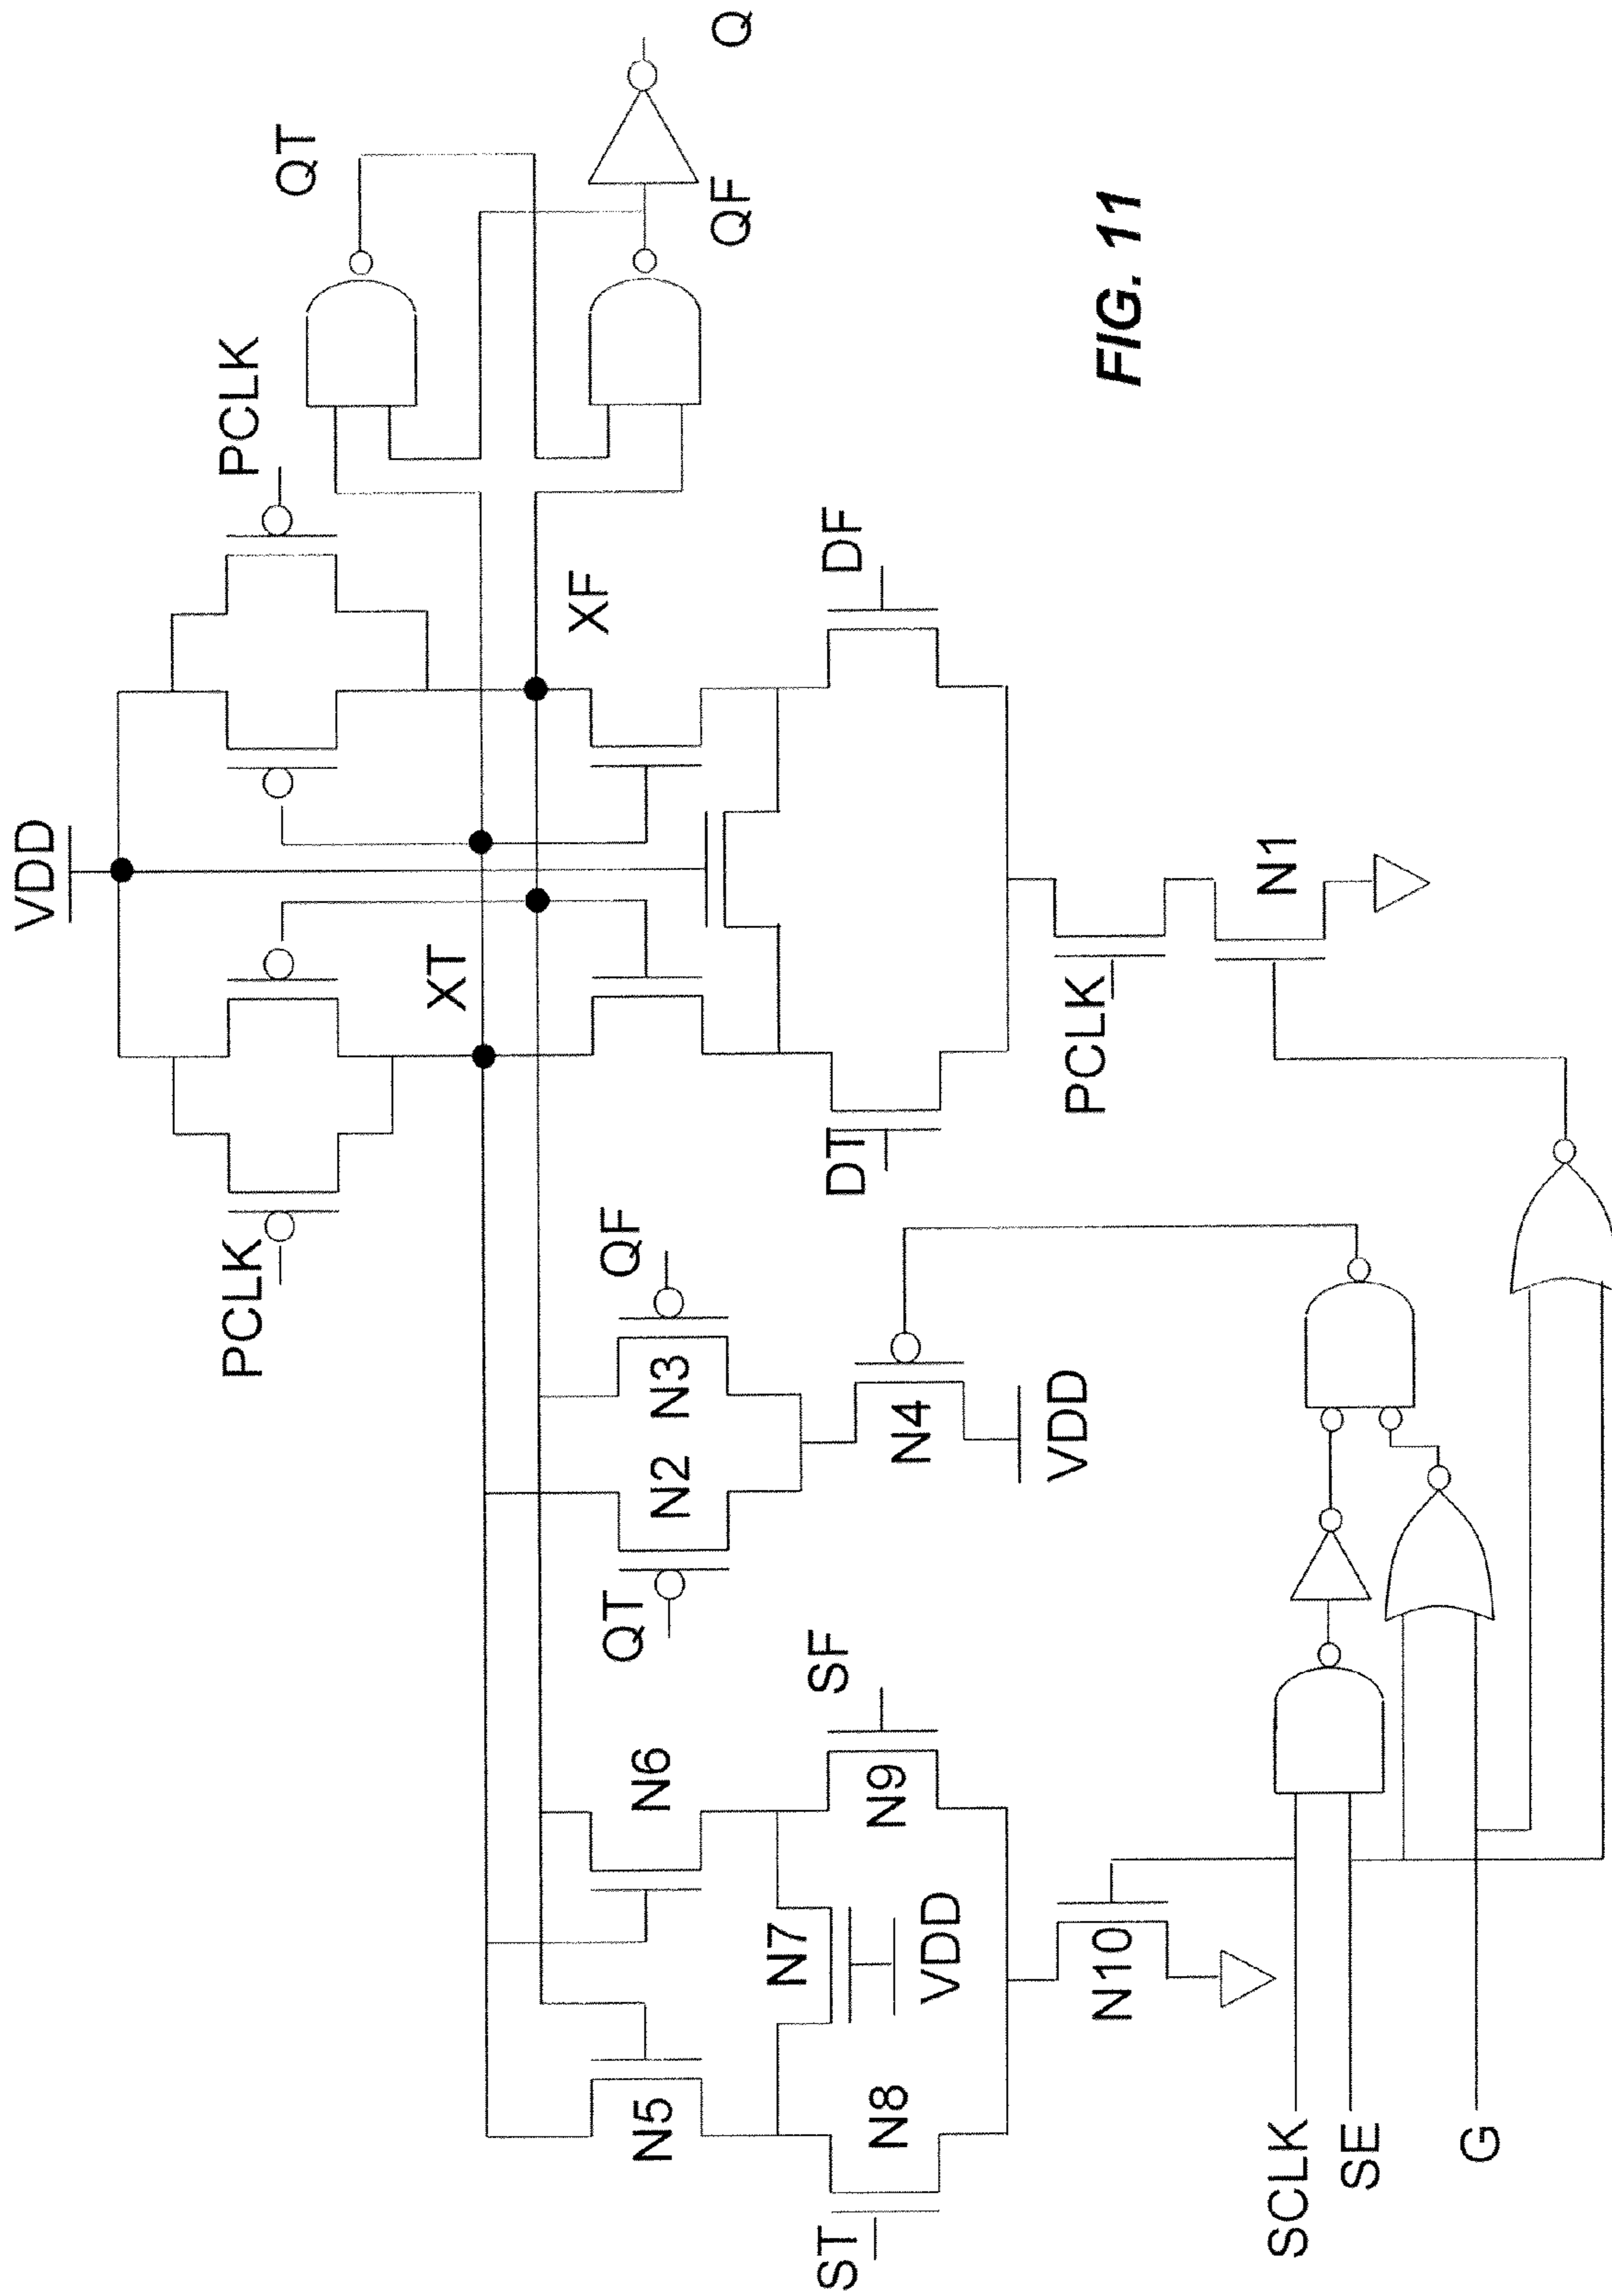 VDD
PCLK
PCLK
QT
Q
QF
XT
XF
QT
N2
N3
QF
N5
N6
ST
N8
N7
VDD
N9
SF
N4
VDD
DT
DF
PCLK
N1
N10
SCLK
SE
G
FIG. 11